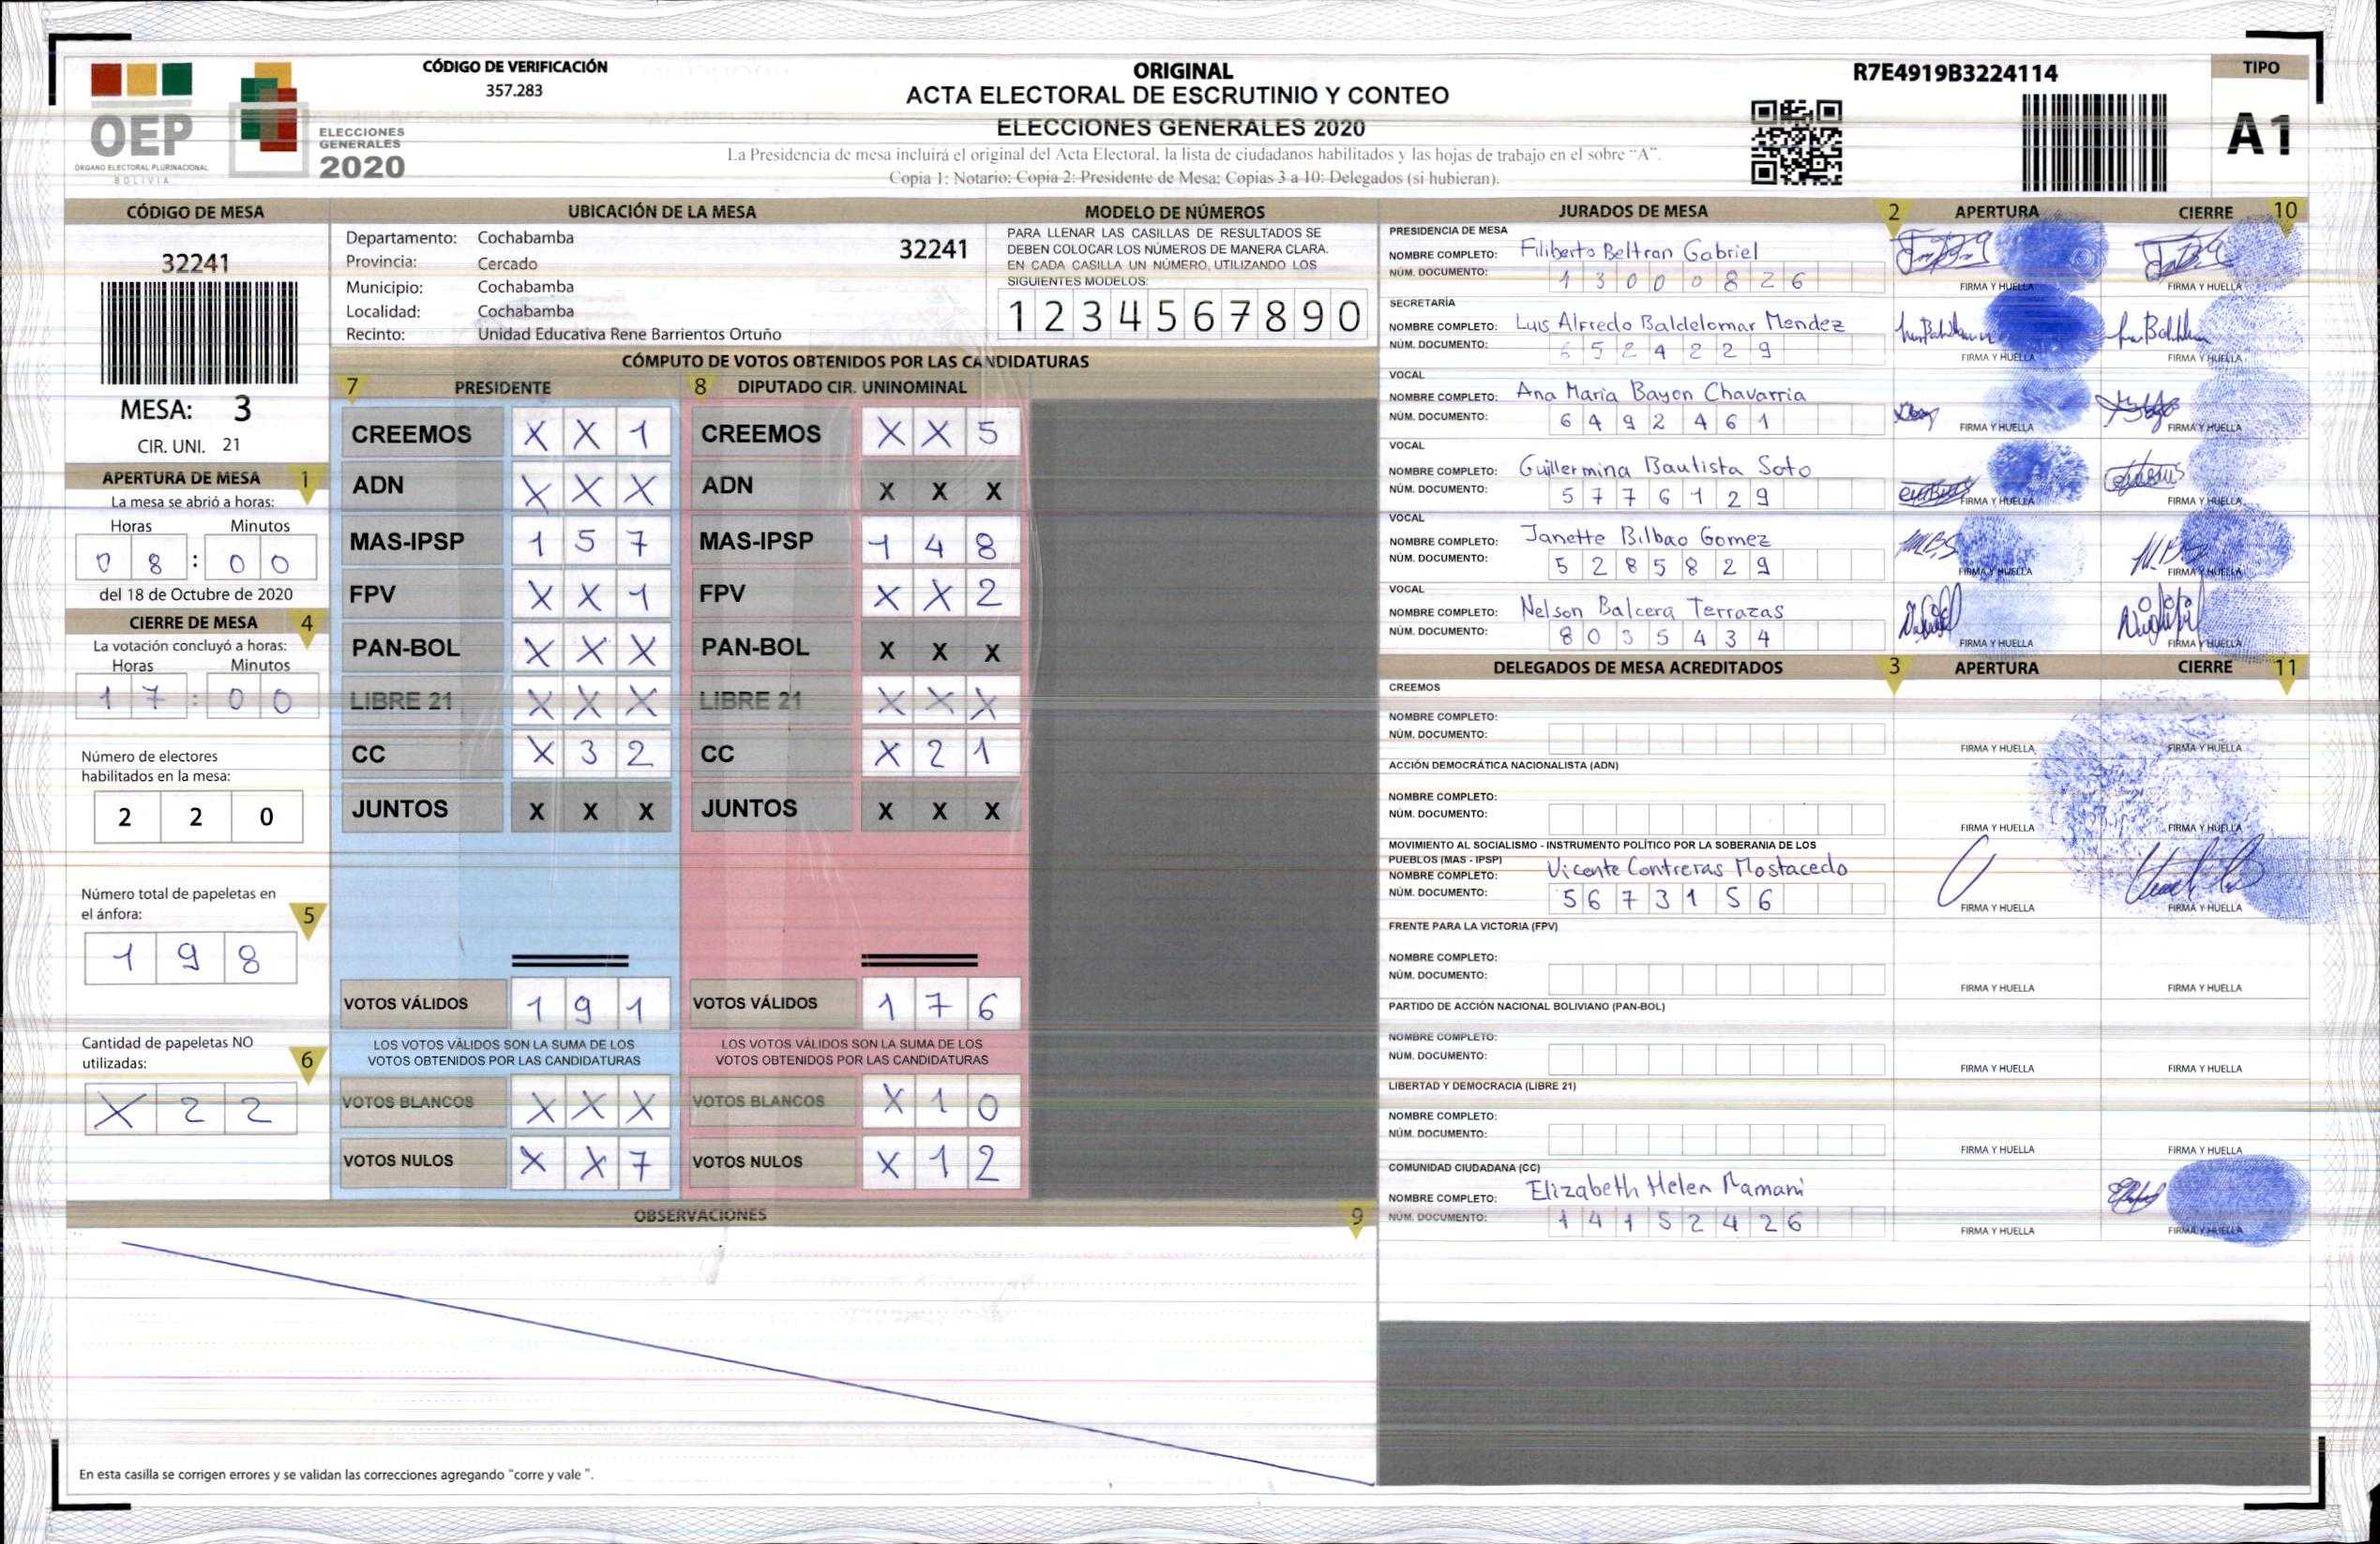 OEP
ÓRGANO ELECTORAL PLURINACIONAL
BOLIVIA
ELECCIONES
GENERALES
2020
CÓDIGO DE VERIFICACIÓN
357.283
ORIGINAL
ACTA ELECTORAL DE ESCRUTINIO Y CONTEO
ELECCIONES GENERALES 2020
La Presidencia de mesa incluirá el original del Acta Electoral, la lista de ciudadanos habilitados y las hojas de trabajo en el sobre "A".
Copia 1: Notario; Copia 2: Presidente de Mesa; Copias 3 a 10: Delegados (si hubieran).
R7E4919B3224114
TIPO
A1
CÓDIGO DE MESA
32241
MESA: 3
CIR. UNI. 21
APERTURA DE MESA 1
La mesa se abrió a horas:
Horas Minutos
0 8 : 0 0
del 18 de Octubre de 2020
CIERRE DE MESA 4
La votación concluyó a horas:
Horas Minutos
1 7 : 0 0
Número de electores
habilitados en la mesa:
2 2 0
Número total de papeletas en
el ánfora: 5
1 9 8
Cantidad de papeletas NO
utilizadas: 6
X 2 2
UBICACIÓN DE LA MESA
Departamento: Cochabamba 32241
Provincia: Cercado
Municipio: Cochabamba
Localidad: Cochabamba
Recinto: Unidad Educativa Rene Barrientos Ortuño
MODELO DE NÚMEROS
PARA LLENAR LAS CASILLAS DE RESULTADOS SE
DEBEN COLOCAR LOS NÚMEROS DE MANERA CLARA.
EN CADA CASILLA UN NÚMERO, UTILIZANDO LOS
SIGUIENTES MODELOS:
1 2 3 4 5 6 7 8 9 0
CÓMPUTO DE VOTOS OBTENIDOS POR LAS CANDIDATURAS
7 PRESIDENTE
CREEMOS X X 1
ADN X X X
MAS-IPSP 1 5 7
FPV X X 1
PAN-BOL X X X
LIBRE 21 X X X
CC X 3 2
JUNTOS X X X
VOTOS VÁLIDOS 1 9 1
LOS VOTOS VÁLIDOS SON LA SUMA DE LOS
VOTOS OBTENIDOS POR LAS CANDIDATURAS
VOTOS BLANCOS X X X
VOTOS NULOS X X 7
8 DIPUTADO CIR. UNINOMINAL
CREEMOS X X 5
ADN X X X
MAS-IPSP 1 4 8
FPV X X 2
PAN-BOL X X X
LIBRE 21 X X X
CC X 2 1
JUNTOS X X X
VOTOS VÁLIDOS 1 7 6
LOS VOTOS VÁLIDOS SON LA SUMA DE LOS
VOTOS OBTENIDOS POR LAS CANDIDATURAS
VOTOS BLANCOS X 1 0
VOTOS NULOS X 1 2
OBSERVACIONES 9
En esta casilla se corrigen errores y se validan las correcciones agregando "corre y vale ".
JURADOS DE MESA 2 APERTURA CIERRE 10
PRESIDENCIA DE MESA
NOMBRE COMPLETO: Filiberto Beltran Gabriel
NÚM. DOCUMENTO: 1 3 0 0 0 8 2 6
FIRMA Y HUELLA FIRMA Y HUELLA
SECRETARÍA
NOMBRE COMPLETO: Luis Alfredo Baldelomar Mendez
NÚM. DOCUMENTO: 6 5 2 4 2 2 9
FIRMA Y HUELLA FIRMA Y HUELLA
VOCAL
NOMBRE COMPLETO: Ana Maria Bayon Chavarria
NÚM. DOCUMENTO: 6 4 9 2 4 6 1
FIRMA Y HUELLA FIRMA Y HUELLA
VOCAL
NOMBRE COMPLETO: Guillermina Bautista Soto
NÚM. DOCUMENTO: 5 7 7 6 1 2 9
FIRMA Y HUELLA FIRMA Y HUELLA
VOCAL
NOMBRE COMPLETO: Janette Bilbao Gomez
NÚM. DOCUMENTO: 5 2 8 5 8 2 9
FIRMA Y HUELLA FIRMA Y HUELLA
VOCAL
NOMBRE COMPLETO: Nelson Balcera Terrazas
NÚM. DOCUMENTO: 8 0 3 5 4 3 4
FIRMA Y HUELLA FIRMA Y HUELLA
DELEGADOS DE MESA ACREDITADOS 3 APERTURA CIERRE 11
CREEMOS
NOMBRE COMPLETO:
NÚM. DOCUMENTO:
FIRMA Y HUELLA FIRMA Y HUELLA
ACCIÓN DEMOCRÁTICA NACIONALISTA (ADN)
NOMBRE COMPLETO:
NÚM. DOCUMENTO:
FIRMA Y HUELLA FIRMA Y HUELLA
MOVIMIENTO AL SOCIALISMO - INSTRUMENTO POLÍTICO POR LA SOBERANIA DE LOS
PUEBLOS (MAS - IPSP)
NOMBRE COMPLETO: Vicente Contreras Mostacedo
NÚM. DOCUMENTO: 5 6 7 3 1 5 6
FIRMA Y HUELLA FIRMA Y HUELLA
FRENTE PARA LA VICTORIA (FPV)
NOMBRE COMPLETO:
NÚM. DOCUMENTO:
FIRMA Y HUELLA FIRMA Y HUELLA
PARTIDO DE ACCIÓN NACIONAL BOLIVIANO (PAN-BOL)
NOMBRE COMPLETO:
NÚM. DOCUMENTO:
FIRMA Y HUELLA FIRMA Y HUELLA
LIBERTAD Y DEMOCRACIA (LIBRE 21)
NOMBRE COMPLETO:
NÚM. DOCUMENTO:
FIRMA Y HUELLA FIRMA Y HUELLA
COMUNIDAD CIUDADANA (CC)
NOMBRE COMPLETO: Elizabeth Helen Mamani
NÚM. DOCUMENTO: 1 4 1 5 2 4 2 6
FIRMA Y HUELLA FIRMA Y HUELLA